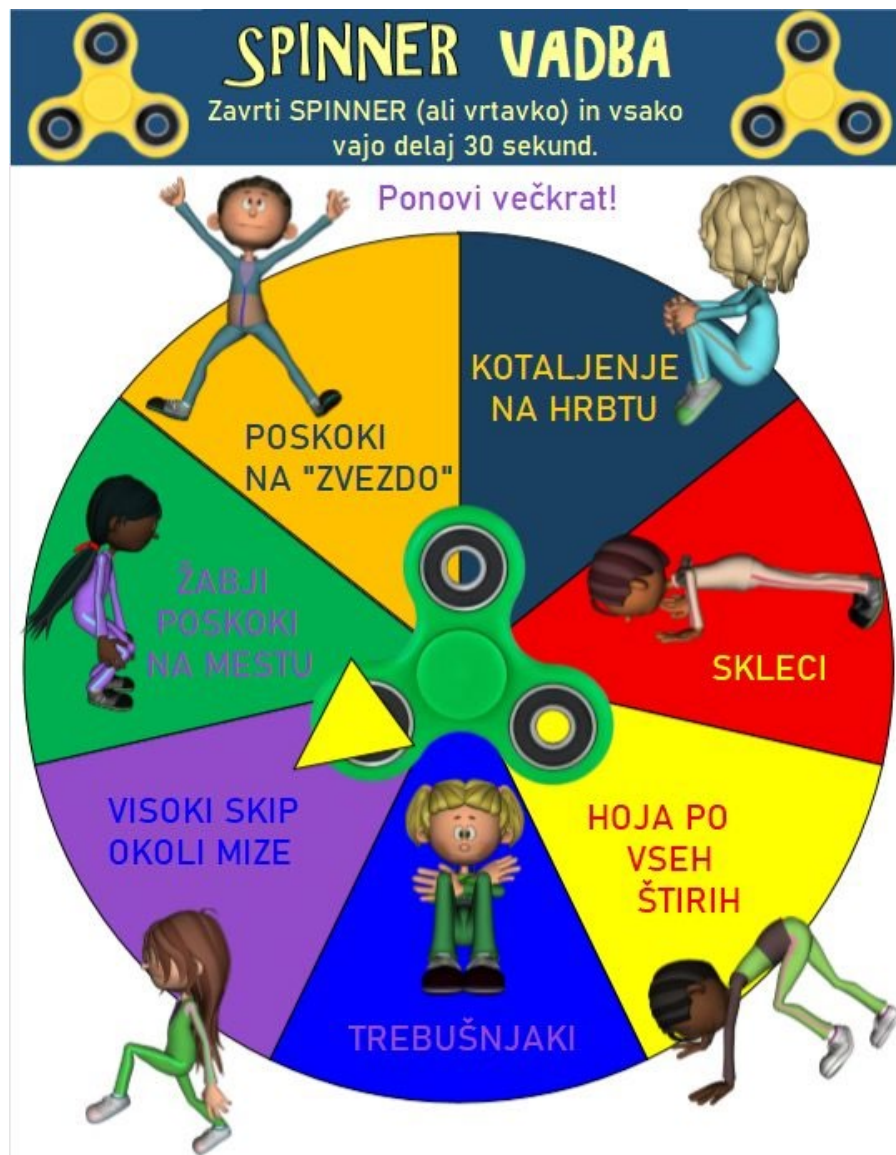 SPINNER VADBA
Zavrti SPINNER (ali vrtavko) in vsako
vajo delaj 30 sekund.
Ponovi večkrat!
KOTALJENJE
NA HRBTU
POSKOKI
NA "ZVEZDO"
ŽABJI
POSKOKI
NA MESTU
SKLECI
VISOKI SKIP
OKOLI MIZE
HOJA PO
VSEH
ŠTIRIH
TREBUŠNJAKI